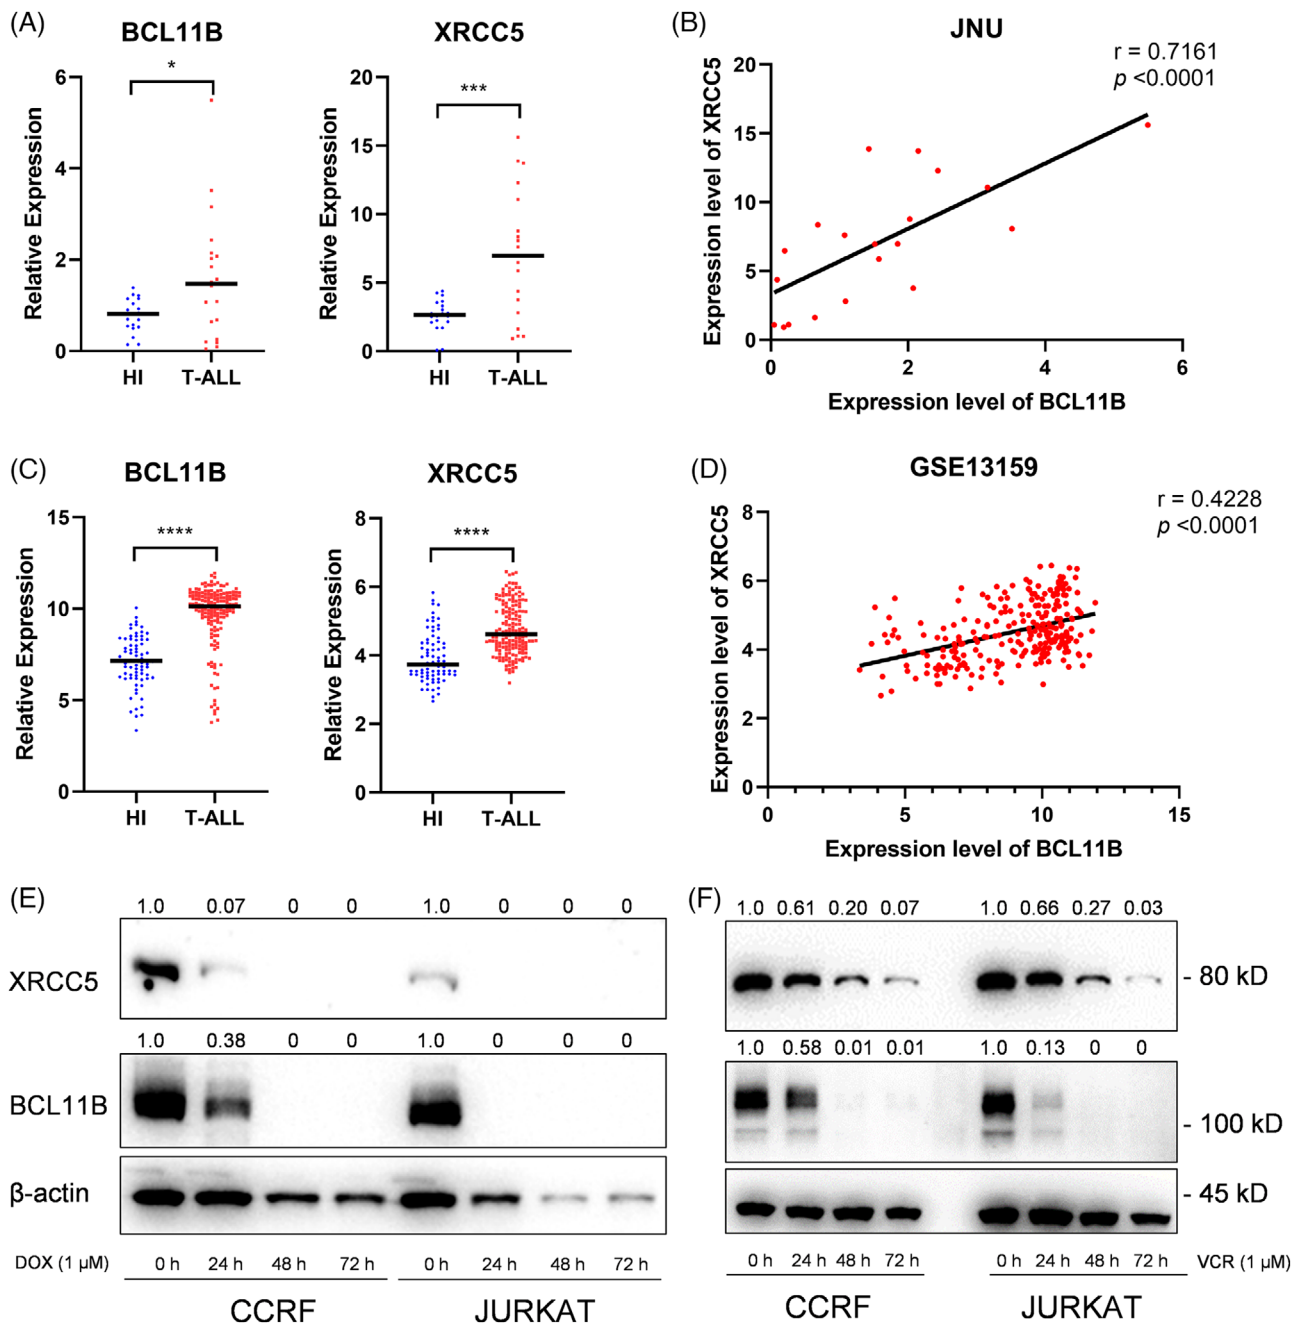 (A)
BCL11B
XRCC5
Relative Expression
6
4
2
0
*
HI
T-ALL
Relative Expression
20
15
10
5
0
***
HI
T-ALL
(B)
JNU
r = 0.7161
p <0.0001
Expression level of XRCC5
20
15
10
5
0
0
2
4
6
Expression level of BCL11B
(C)
BCL11B
XRCC5
Relative Expression
15
10
5
0
****
HI
T-ALL
Relative Expression
8
6
4
2
0
****
HI
T-ALL
(D)
GSE13159
r = 0.4228
p <0.0001
Expression level of XRCC5
8
6
4
2
0
0
5
10
15
Expression level of BCL11B
(E)
1.0 0.07 0 0 1.0 0 0 0
XRCC5
1.0 0.38 0 0 1.0 0 0 0
BCL11B
β-actin
DOX (1 µM) 0 h 24 h 48 h 72 h 0 h 24 h 48 h 72 h
CCRF JURKAT
(F)
1.0 0.61 0.20 0.07 1.0 0.66 0.27 0.03
- 80 kD
1.0 0.58 0.01 0.01 1.0 0.13 0 0
- 100 kD
- 45 kD
0 h 24 h 48 h 72 h 0 h 24 h 48 h 72 h VCR (1 µM)
CCRF JURKAT